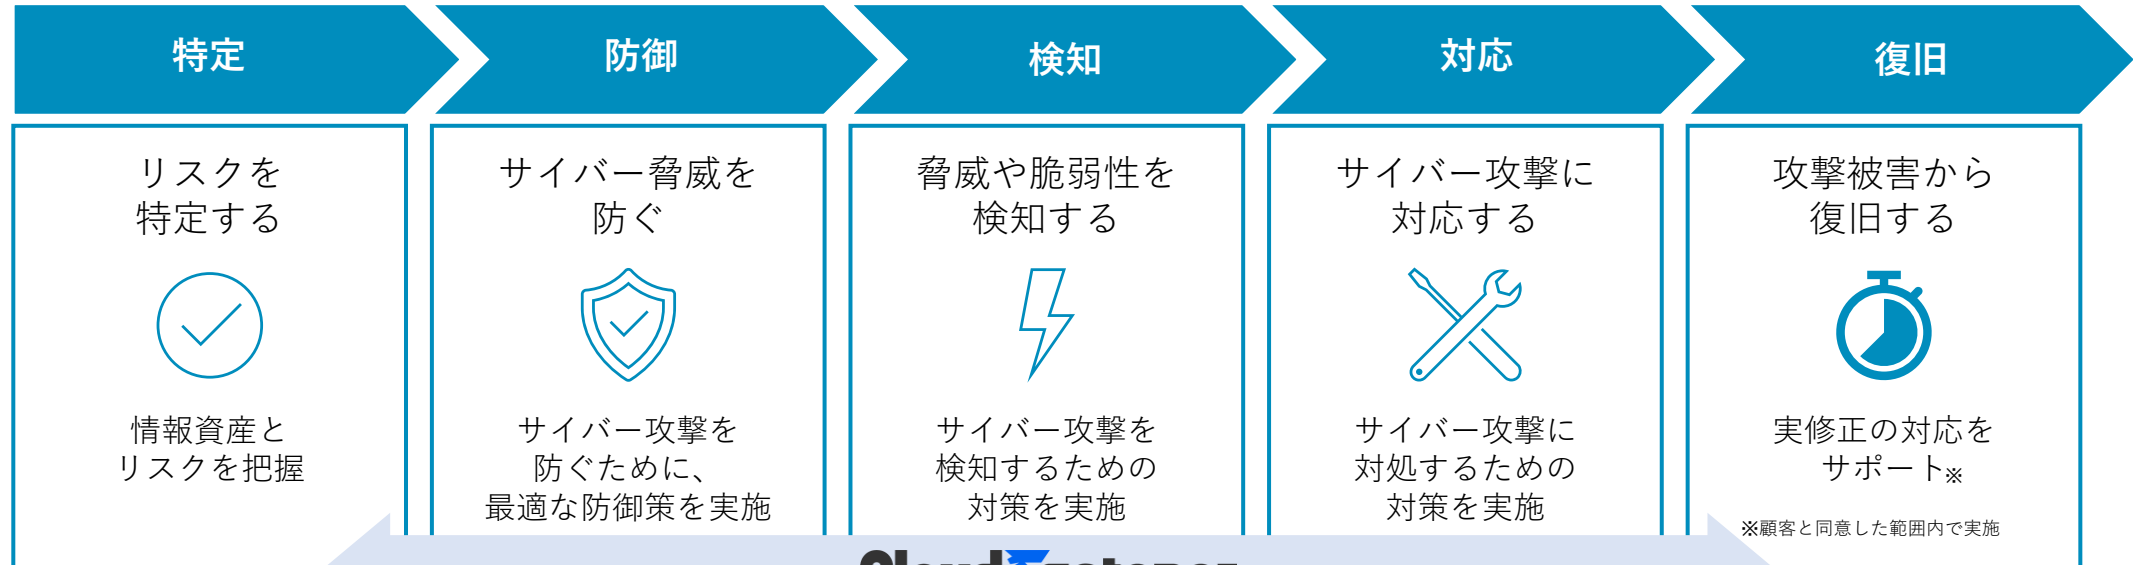 特定
防御
検知
対応
復旧
リスクを
特定する
情報資産と
リスクを把握
サイバー脅威を
防ぐ
サイバー攻撃を
防ぐために、
最適な防御策を実施
脅威や脆弱性を
検知する
サイバー攻撃を
検知するための
対策を実施
サイバー攻撃に
対応する
サイバー攻撃に
対処するための
対策を実施
攻撃被害から
復旧する
実修正の対応を
サポート※
※顧客と同意した範囲内で実施